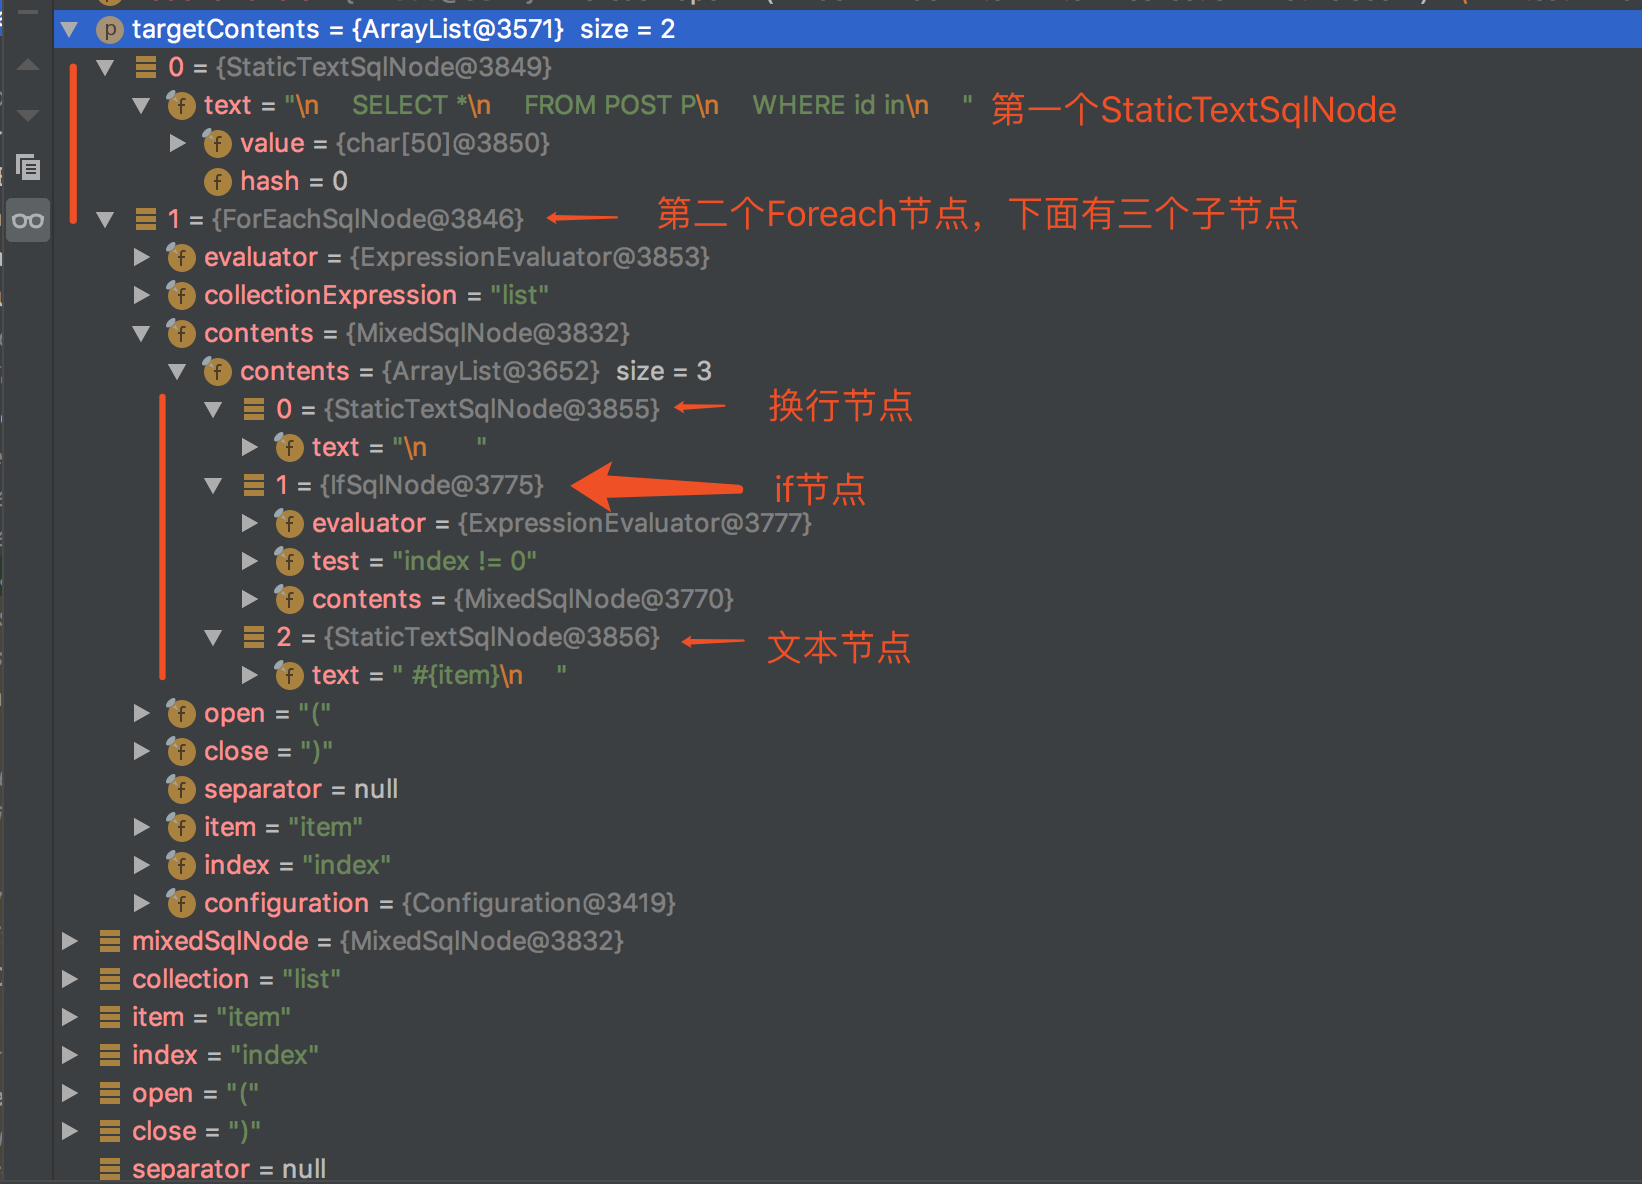 targetContents = {ArrayList@3571} size = 2
0 = {StaticTextSqlNode@3849}
text = "\n SELECT *\n FROM POST P\n WHERE id in\n " 第一个StaticTextSqlNode
value = {char[50]@3850}
hash = 0
1 = {ForEachSqlNode@3846} 第二个Foreach节点，下面有三个子节点
evaluator = {ExpressionEvaluator@3853}
collectionExpression = "list"
contents = {MixedSqlNode@3832}
contents = {ArrayList@3652} size = 3
0 = {StaticTextSqlNode@3855} 换行节点
text = "\n "
1 = {IfSqlNode@3775} if节点
evaluator = {ExpressionEvaluator@3777}
test = "index != 0"
contents = {MixedSqlNode@3770}
2 = {StaticTextSqlNode@3856} 文本节点
text = " #{item}\n "
open = "("
close = ")"
separator = null
item = "item"
index = "index"
configuration = {Configuration@3419}
mixedSqlNode = {MixedSqlNode@3832}
collection = "list"
item = "item"
index = "index"
open = "("
close = ")"
separator = null